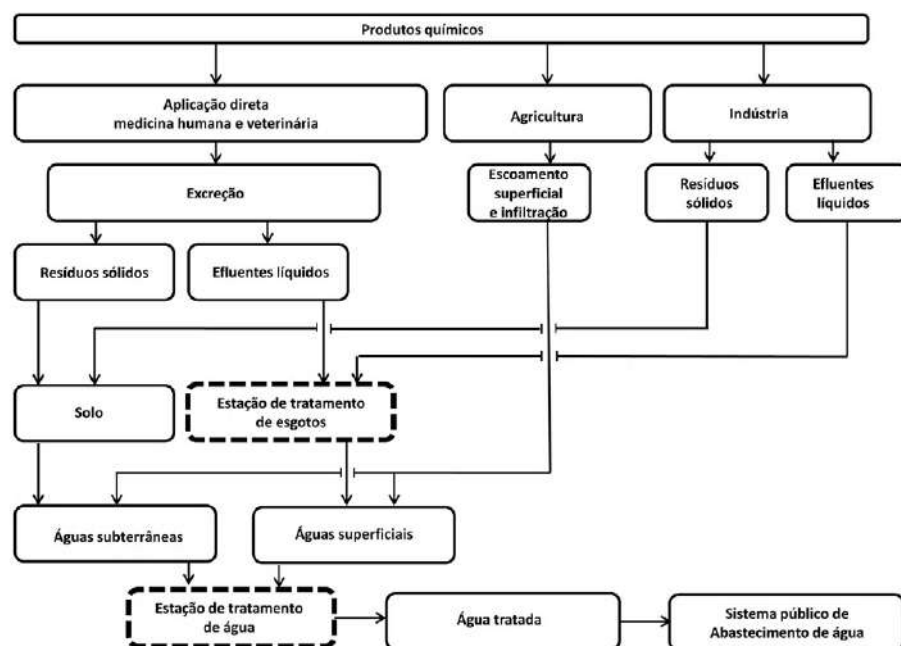 Produtos químicos
Aplicação direta
medicina humana e veterinária
Agricultura
Indústria
Excreção
Escoamento
superficial
e infiltração
Resíduos
sólidos
Efluentes
líquidos
Resíduos sólidos
Efluentes líquidos
Solo
Estação de tratamento
de esgotos
Águas subterrâneas
Águas superficiais
Estação de tratamento
de água
Água tratada
Sistema público de
Abastecimento de água